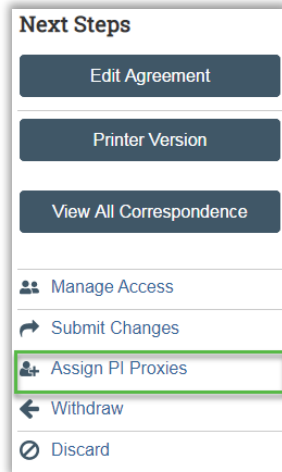 Next Steps
Edit Agreement
Printer Version
View All Correspondence
Manage Access
Submit Changes
Assign PI Proxies
Withdraw
Discard